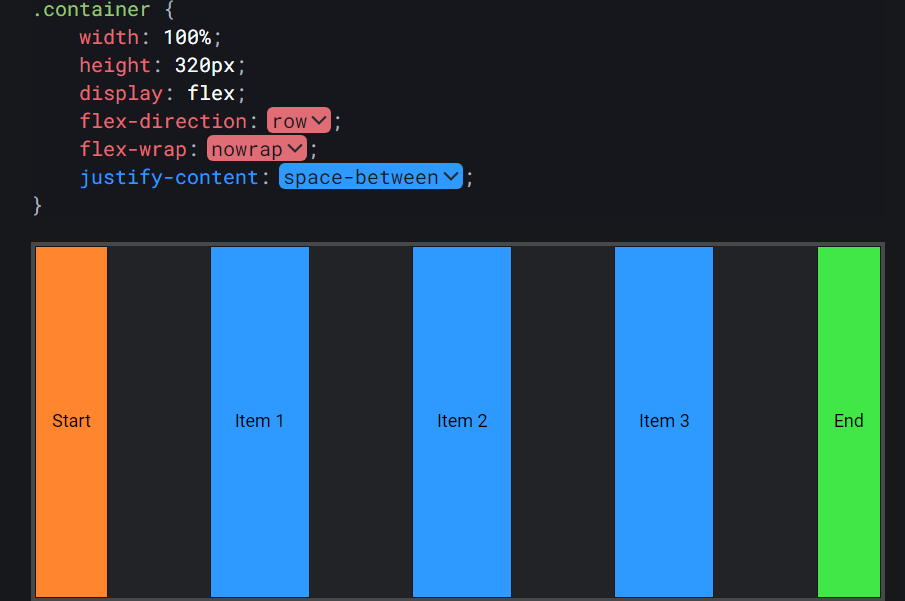 .container {
width: 100%;
height: 320px;
display: flex;
flex-direction: row;
flex-wrap: nowrap;
justify-content: space-between;
}
Start Item 1 Item 2 Item 3 End